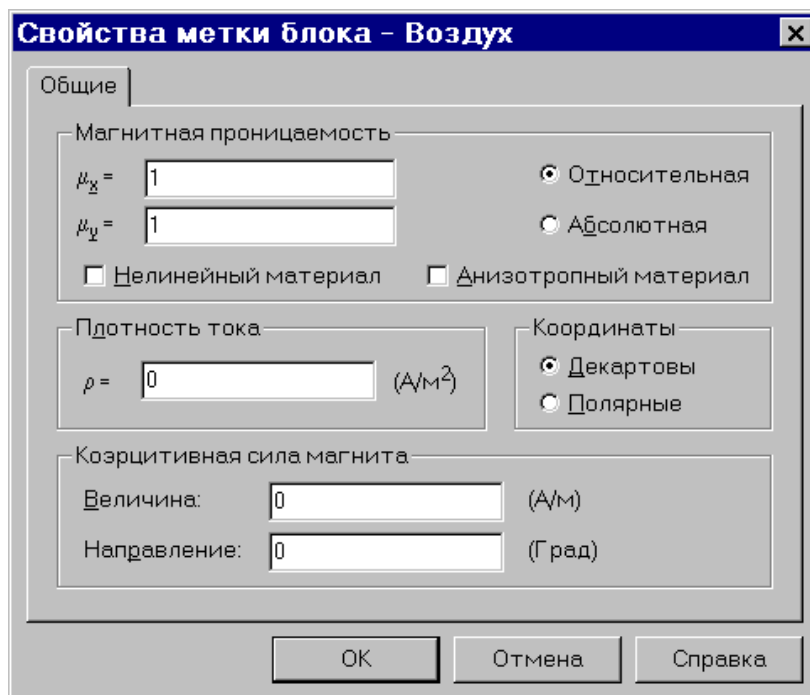 Свойства метки блока - Воздух
Общие
Магнитная проницаемость
μx = 1 Относительная
μy = 1 Абсолютная
Нелинейный материал Анизотропный материал
Плотность тока Координаты
ρ = 0 (А/м²) Декартовы
Полярные
Коэрцитивная сила магнита
Величина: 0 (А/м)
Направление: 0 (Град)
OK Отмена Справка